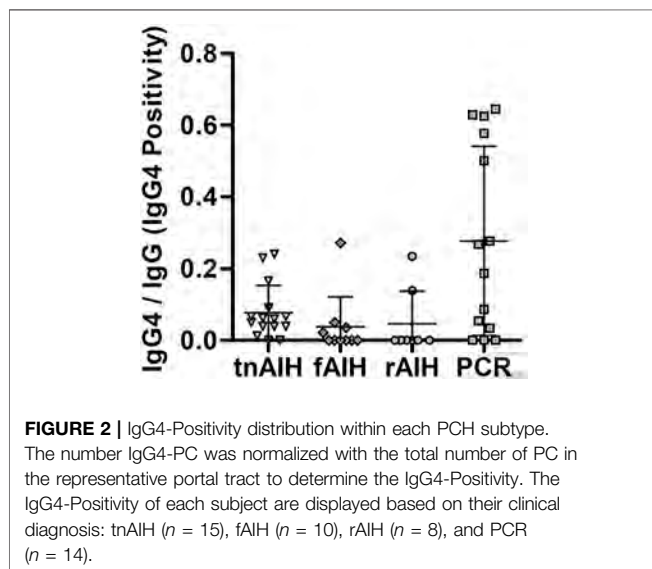 IgG4 / IgG (IgG4 Positivity)
0.8
0.6
0.4
0.2
0.0
tnAIH fAIH rAIH PCR
FIGURE 2 | IgG4-Positivity distribution within each PCH subtype.
The number IgG4-PC was normalized with the total number of PC in
the representative portal tract to determine the IgG4-Positivity. The
IgG4-Positivity of each subject are displayed based on their clinical
diagnosis: tnAIH (n = 15), fAIH (n = 10), rAIH (n = 8), and PCR
(n = 14).